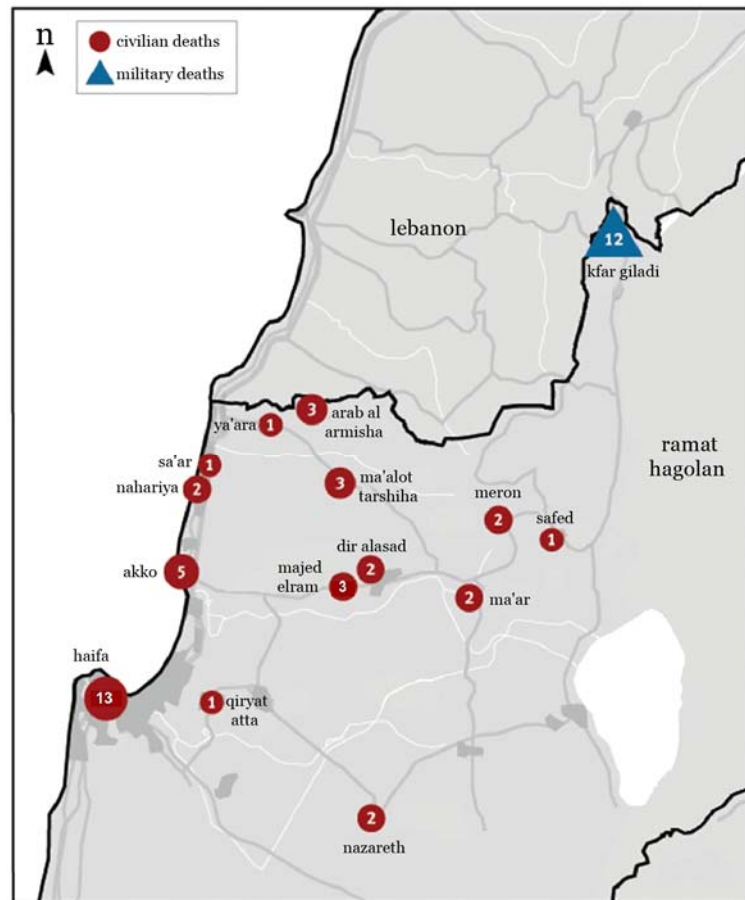 n
civilian deaths
military deaths
lebanon
12
kfar giladi
3
arab al
armisha
ya'ara
1
ramat
hagolan
sa'ar
1
nahariya
2
3
ma'alot
tarshiha
meron
2
safed
1
dir alasad
2
akko
5
majed
elram
3
2
ma'ar
haifa
13
1
qiryat
atta
2
nazareth